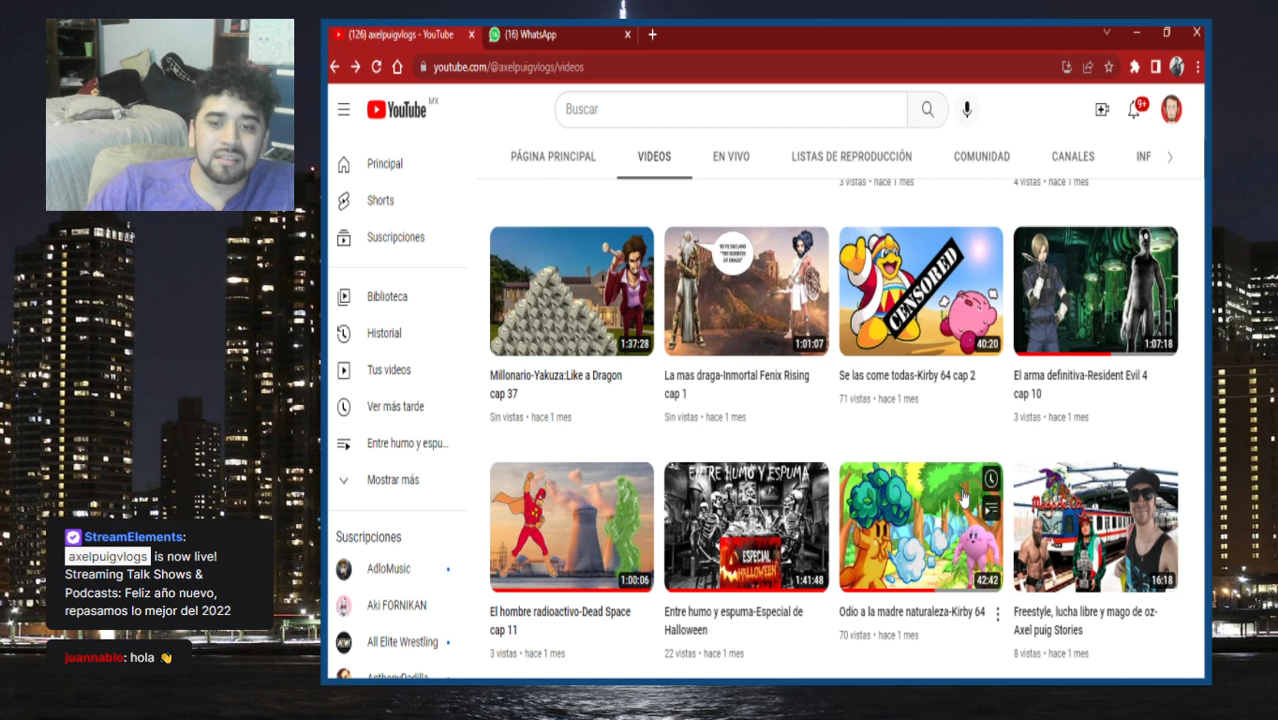 (126) axelpuigvlogs - YouTube
(16) WhatsApp
youtube.com/@axelpuigvlogs/videos
YouTube MX
Buscar
9+
PÁGINA PRINCIPAL
VIDEOS
EN VIVO
LISTAS DE REPRODUCCIÓN
COMUNIDAD
CANALES
INF
Principal
Shorts
Suscripciones
Biblioteca
Historial
Tus videos
Ver más tarde
Entre humo y espu...
Mostrar más
Suscripciones
AdloMusic
Aki FORNIKAN
All Elite Wrestling
AnthonyPadilla
3 vistas • hace 1 mes
4 vistas • hace 1 mes
1:37:28
Millonario-Yakuza:Like a Dragon
cap 37
Sin vistas • hace 1 mes
1:01:07
La mas draga-Inmortal Fenix Rising
cap 1
Sin vistas • hace 1 mes
CENSORED
40:20
Se las come todas-Kirby 64 cap 2
71 vistas • hace 1 mes
1:07:18
El arma definitiva-Resident Evil 4
cap 10
3 vistas • hace 1 mes
1:00:06
El hombre radioactivo-Dead Space
cap 11
3 vistas • hace 1 mes
ENTRE HUMO Y ESPUMA
ESPECIAL
HALLOWEEN
1:41:48
Entre humo y espuma-Especial de
Halloween
22 vistas • hace 1 mes
42:42
Odio a la madre naturaleza-Kirby 64
70 vistas • hace 1 mes
16:18
Freestyle, lucha libre y mago de oz-
Axel puig Stories
8 vistas • hace 1 mes
StreamElements:
axelpuigvlogs is now live!
Streaming Talk Shows &
Podcasts: Feliz año nuevo,
repasamos lo mejor del 2022
juannablo: hola 👋